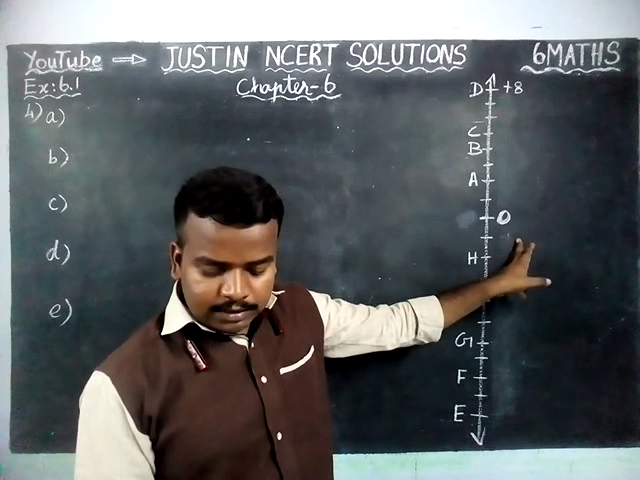 YouTube → JUSTIN NCERT SOLUTIONS 6MATHS
Ex:6.1 Chapter-6
4) a)
b)
c)
d)
e)
D +8
C
B
A
0
H
G
F
E